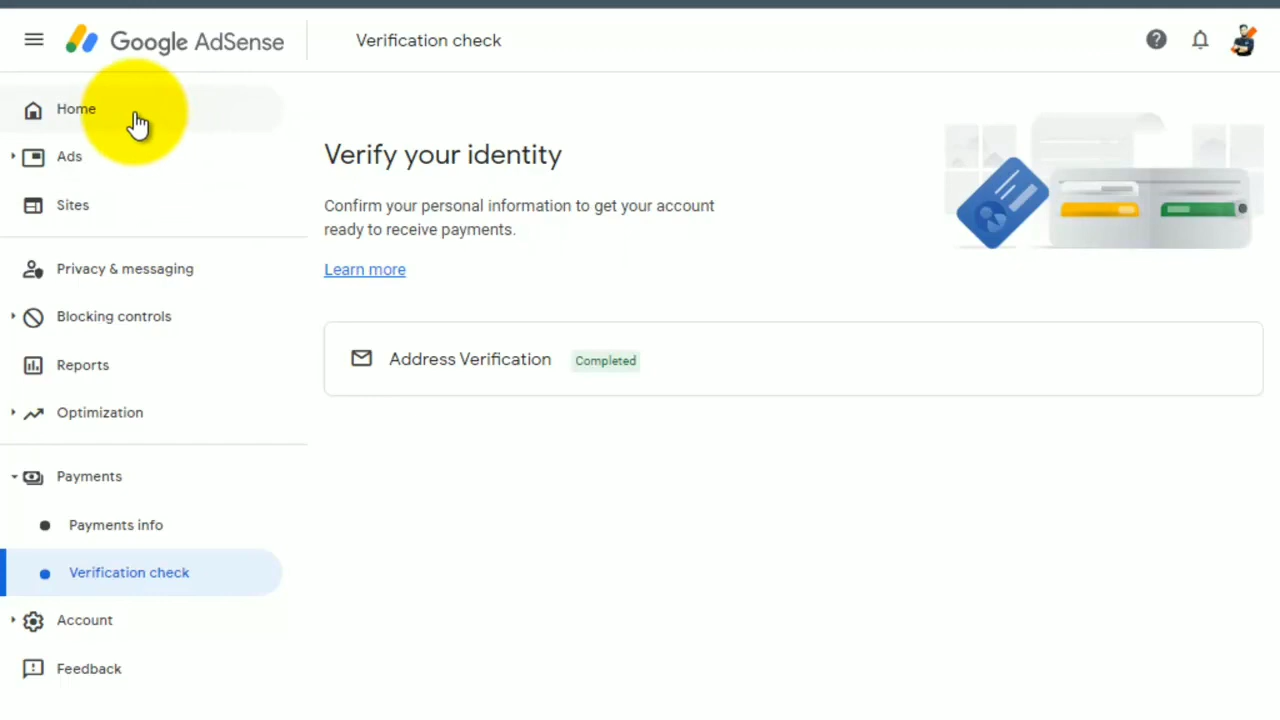 Google AdSense
Verification check
Home
Ads
Sites
Privacy & messaging
Blocking controls
Reports
Optimization
Payments
Payments info
Verification check
Account
Feedback
Verify your identity
Confirm your personal information to get your account
ready to receive payments.
Learn more
Address Verification Completed